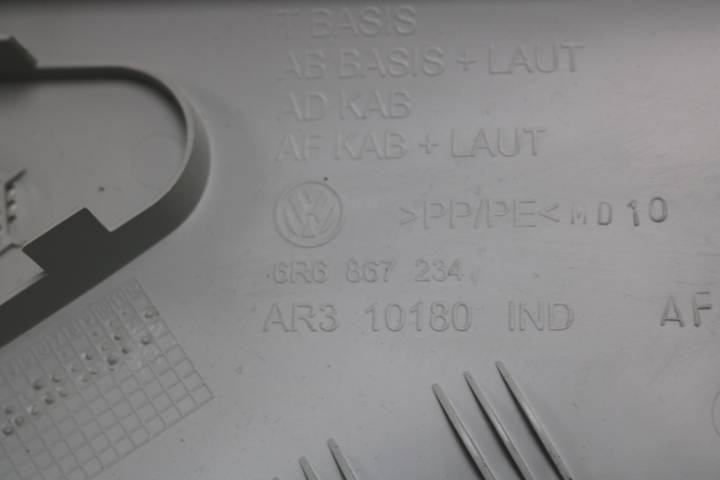 T BASIS
AB BASIS + LAUT
AD KAB
AF KAB + LAUT
>PP/PE< MD10
6R6 867 234
AR3 10180 IND AF